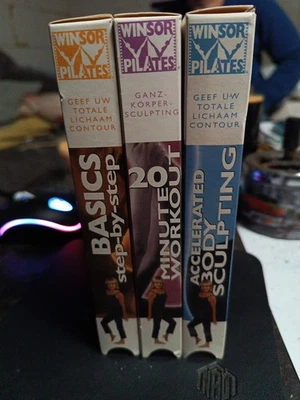 WINSOR
PILATES
GEEF UW
TOTALE
LICHAAM
CONTOUR
BASICS
step-by-step
WINSOR
PILATES
GANZ-
KÖRPER-
SCULPTING
20
MINUTE
WORKOUT
WINSOR
PILATES
GEEF UW
TOTALE
LICHAAM
CONTOUR
ACCELERATED
BODY
SCULPTING